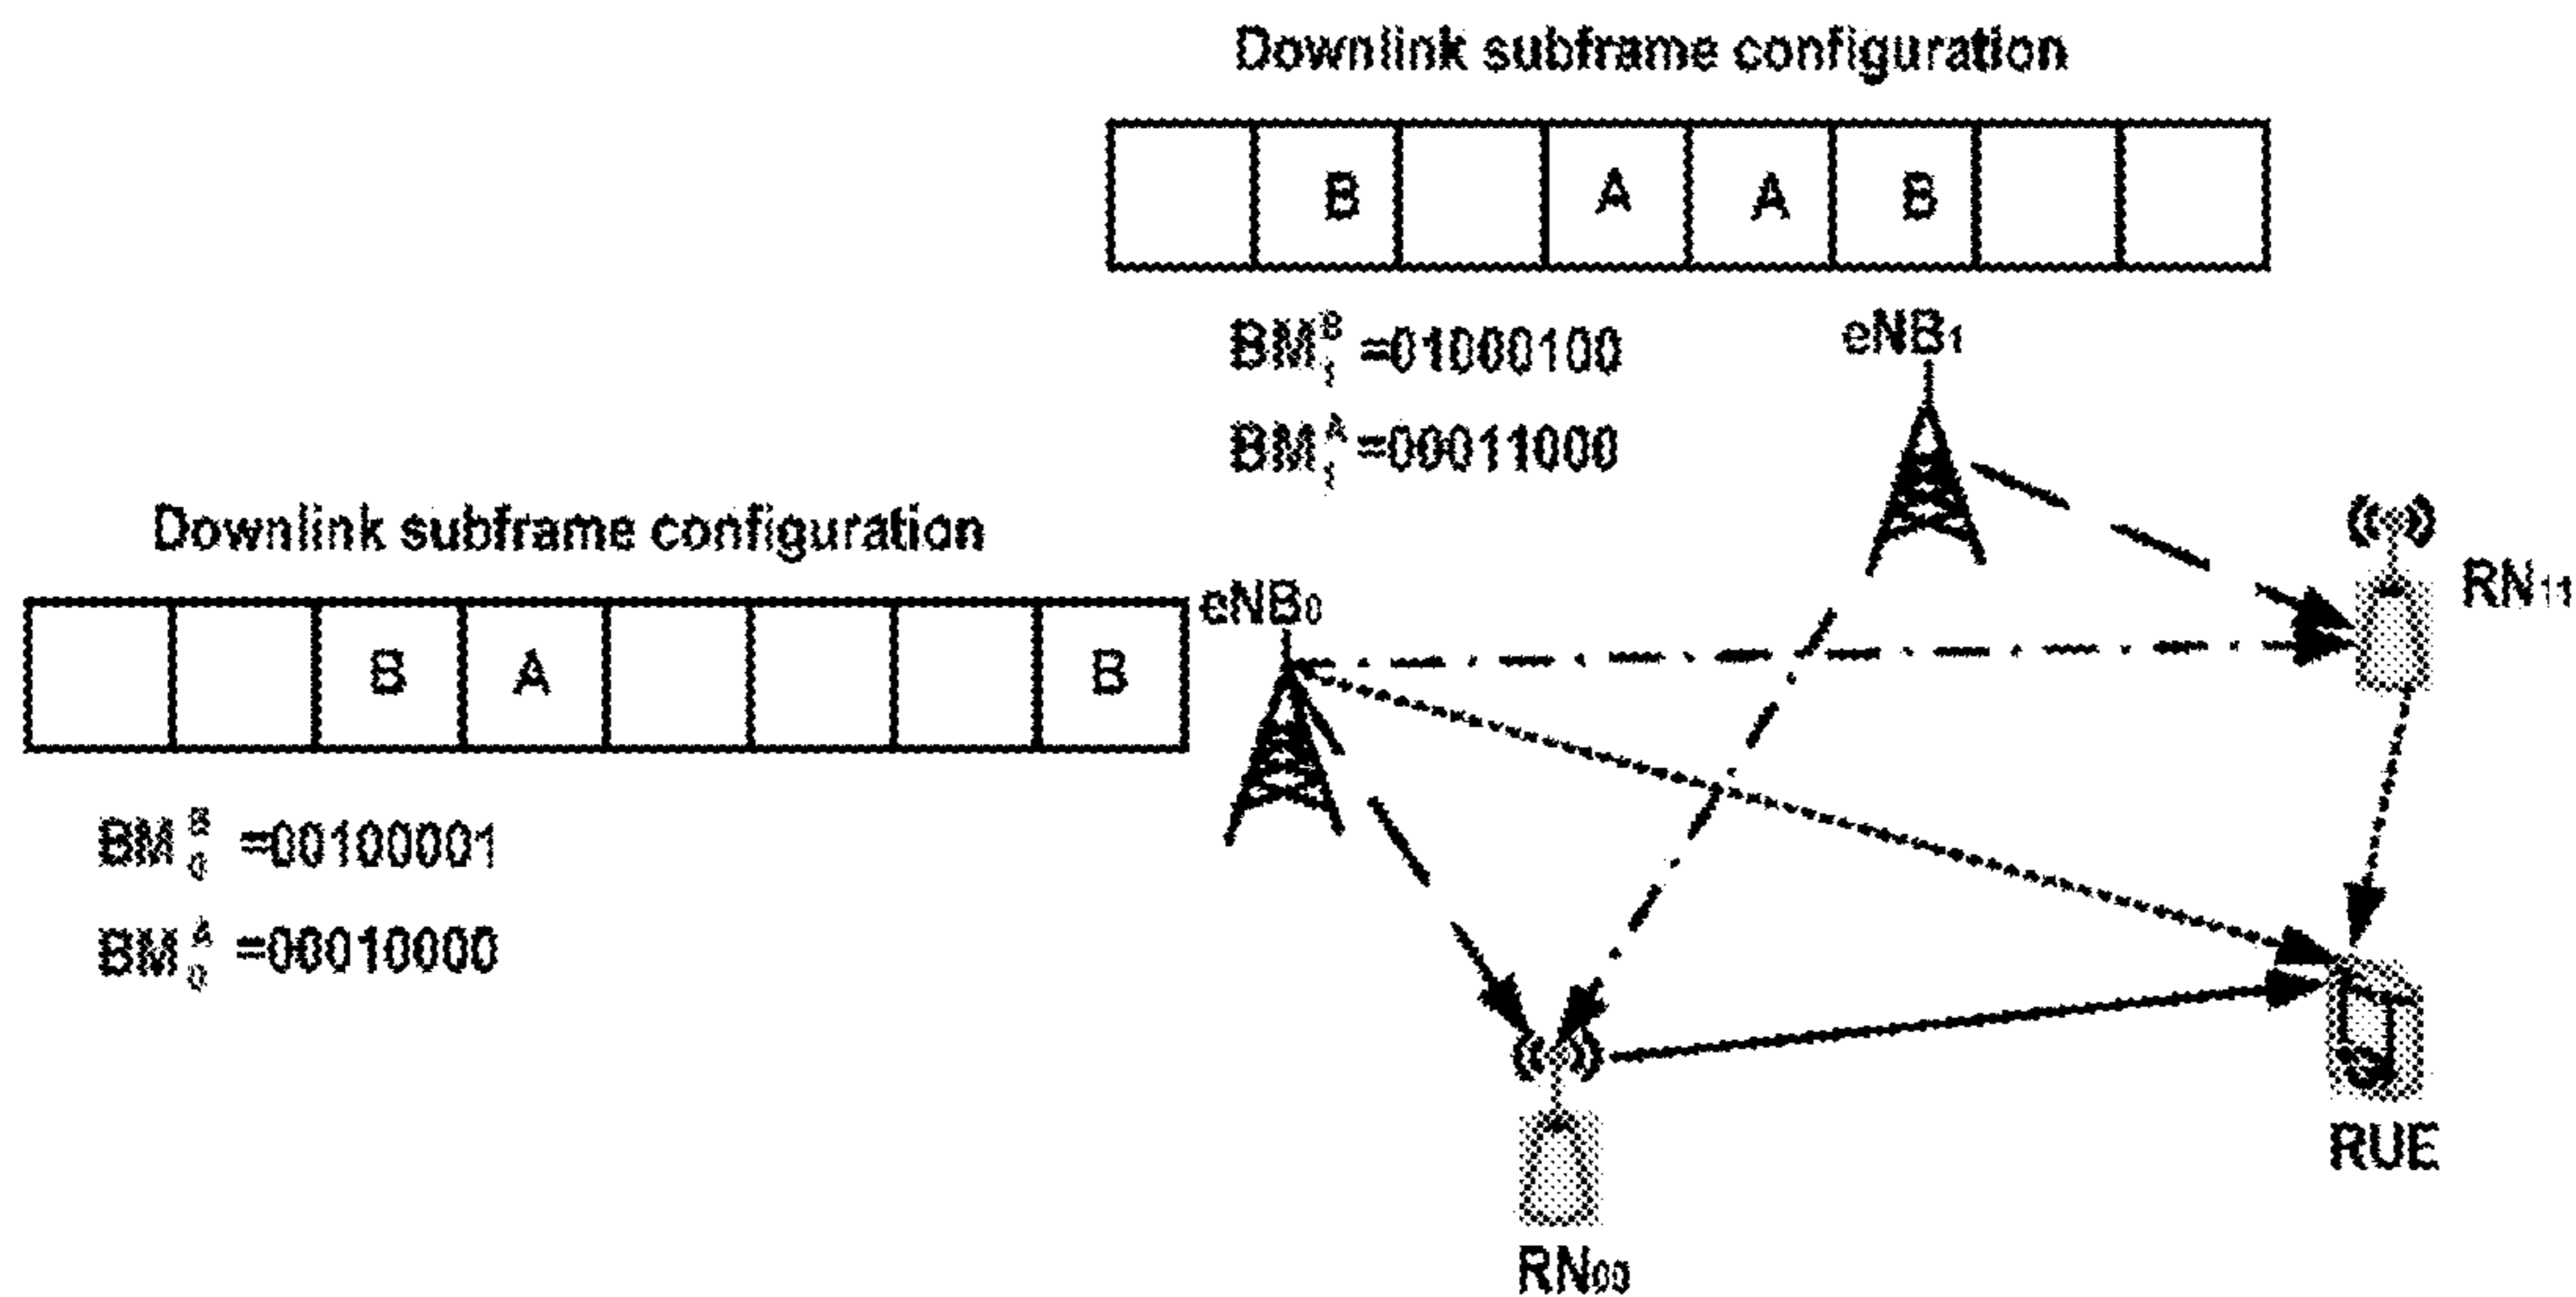 Downlink subframe configuration
B A A B
BM₁ᴮ =01000100
BM₁ᴬ =00011000
eNB₁
RN₁₁
Downlink subframe configuration
B A B
eNB₀
BM₀ᴮ =00100001
BM₀ᴬ =00010000
RUE
RN₀₀